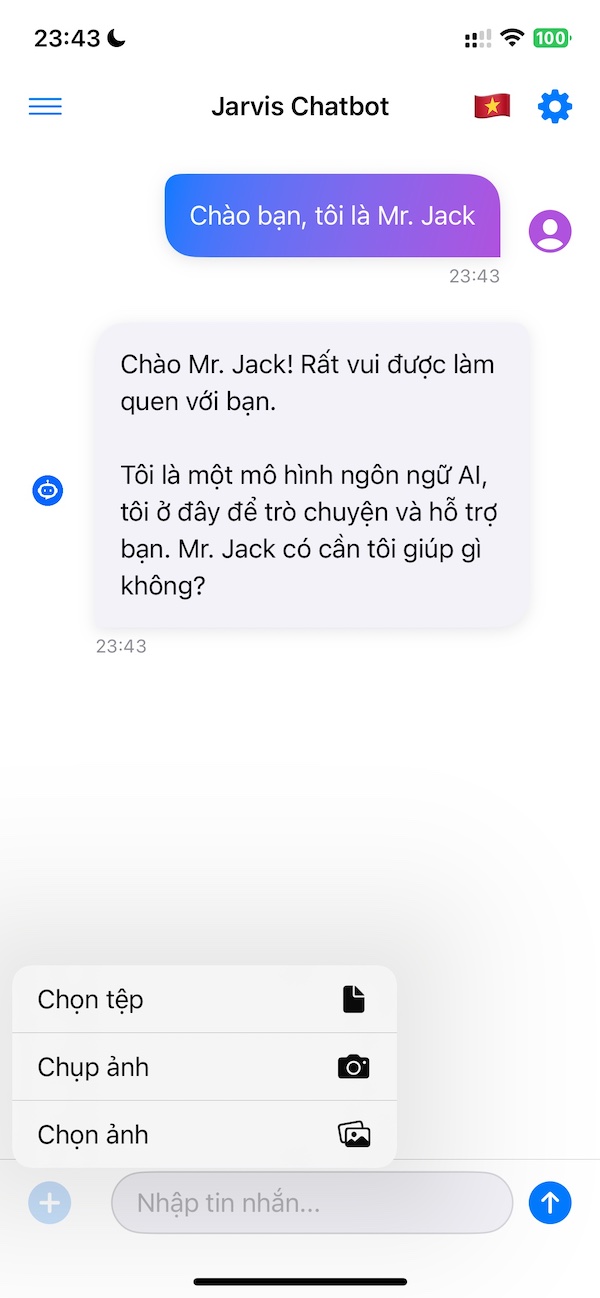 23:43
100
Jarvis Chatbot
Chào bạn, tôi là Mr. Jack
23:43
Chào Mr. Jack! Rất vui được làm
quen với bạn.
Tôi là một mô hình ngôn ngữ AI,
tôi ở đây để trò chuyện và hỗ trợ
bạn. Mr. Jack có cần tôi giúp gì
không?
23:43
Chọn tệp
Chụp ảnh
Chọn ảnh
Nhập tin nhắn...